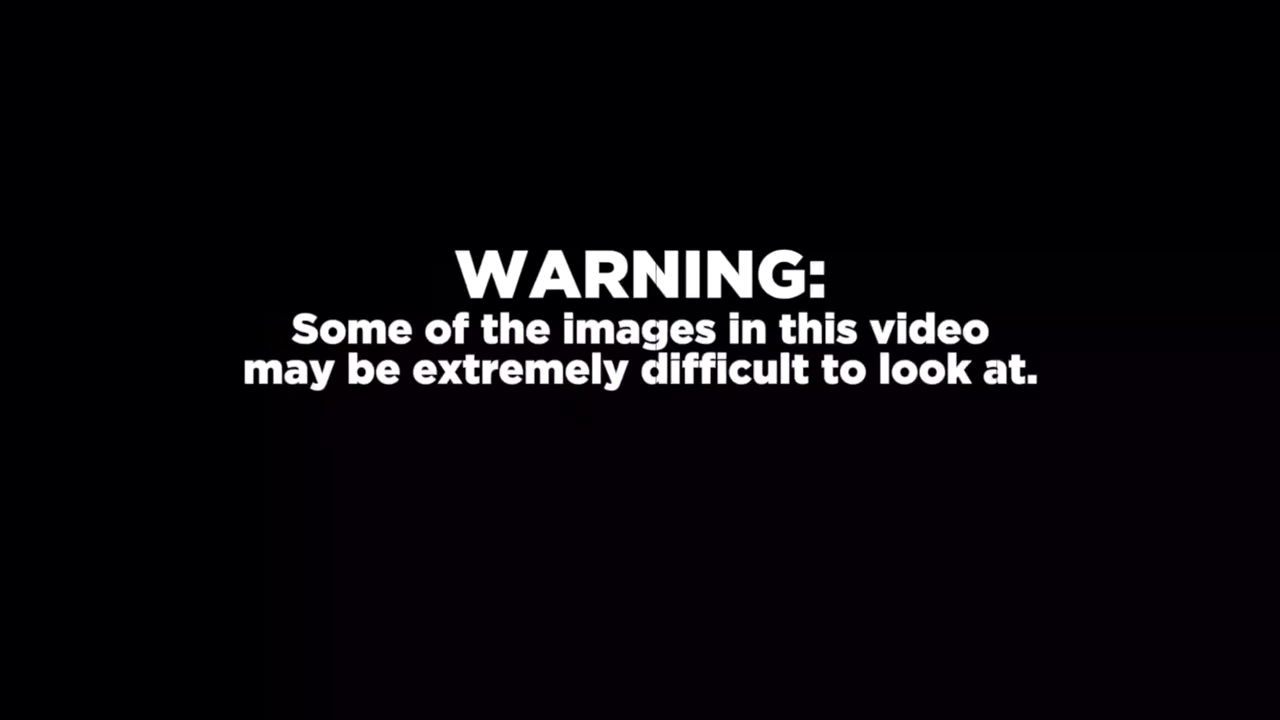 WARNING:
Some of the images in this video
may be extremely difficult to look at.